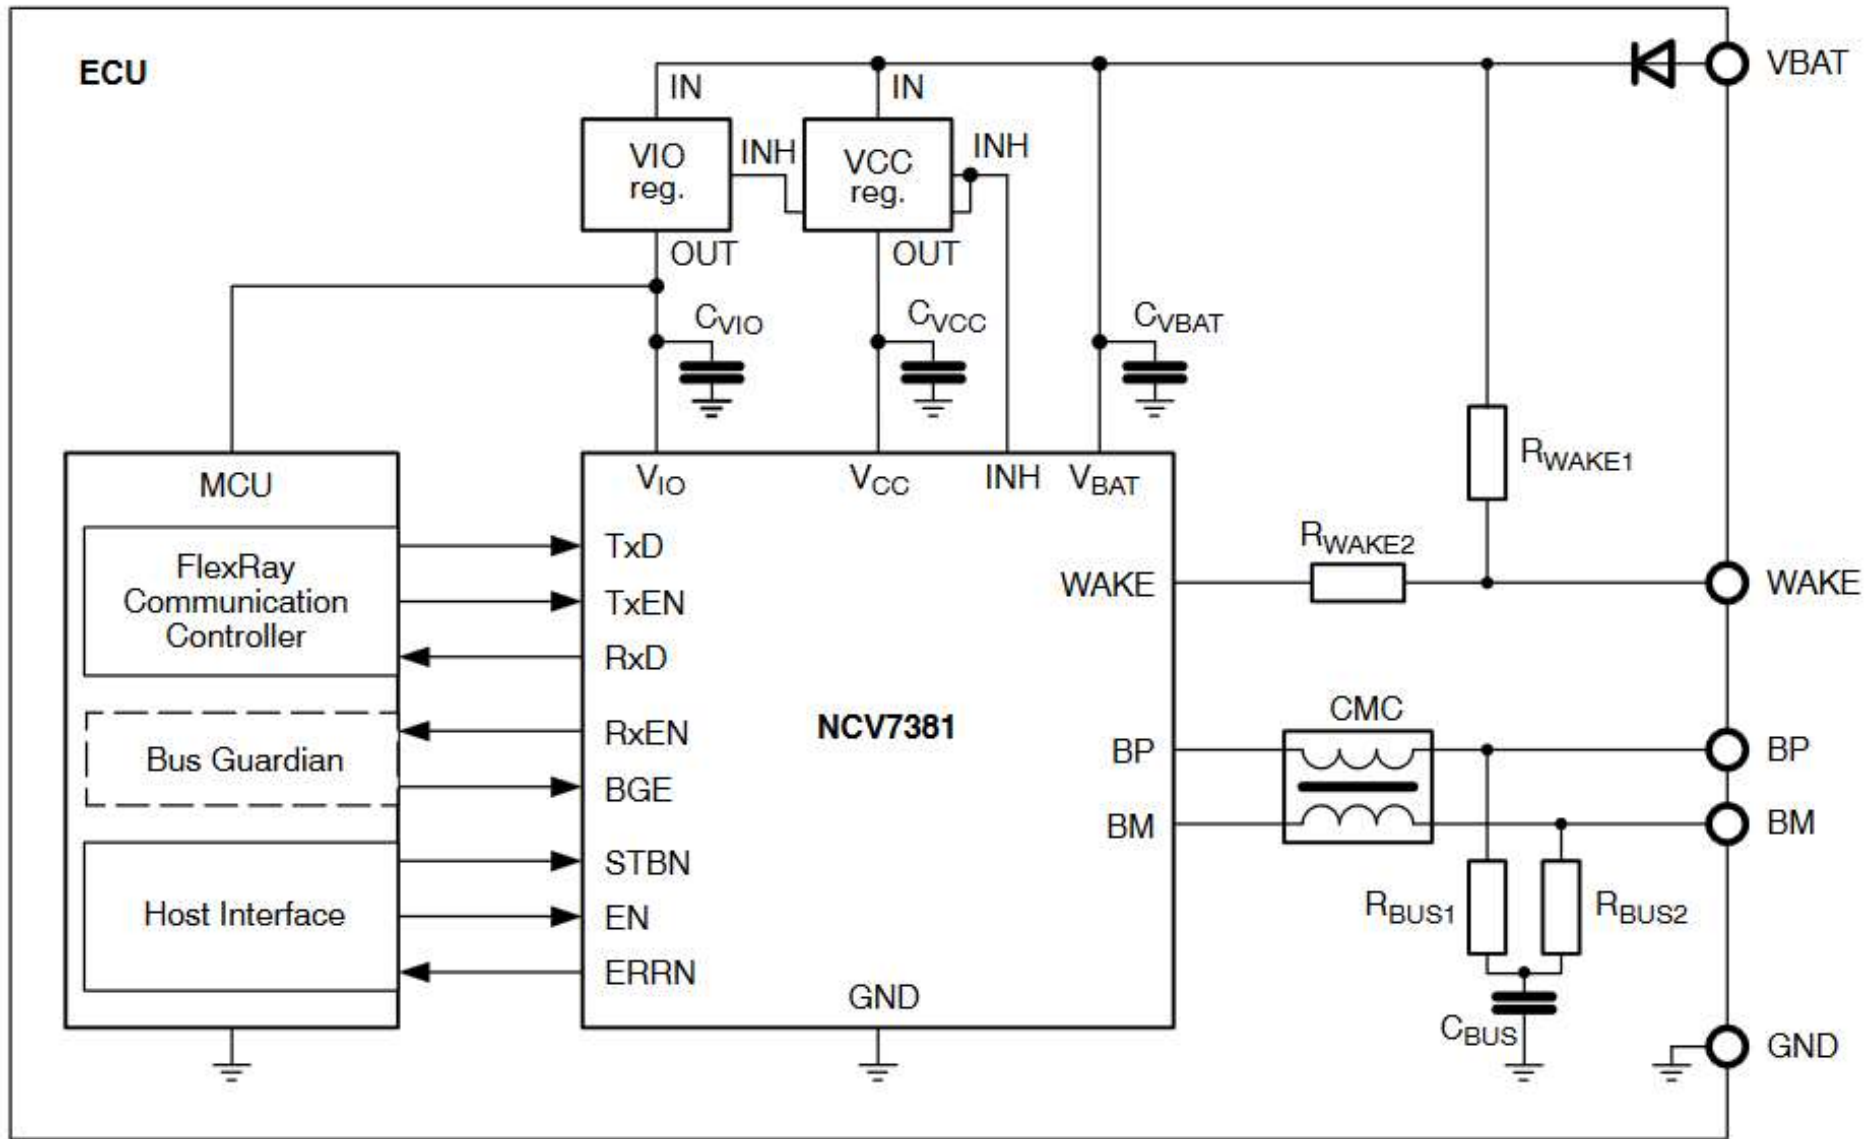 ECU
VBAT
IN
IN
VIO
reg.
INH
VCC
reg.
INH
OUT
OUT
CVIO
CVCC
CVBAT
RWAKE1
MCU
VIO
VCC
INH
VBAT
FlexRay
Communication
Controller
TxD
TxEN
RxD
WAKE
RWAKE2
WAKE
Bus Guardian
RxEN
BGE
NCV7381
BP
BM
CMC
BP
BM
Host Interface
STBN
EN
ERRN
GND
RBUS1
RBUS2
CBUS
GND